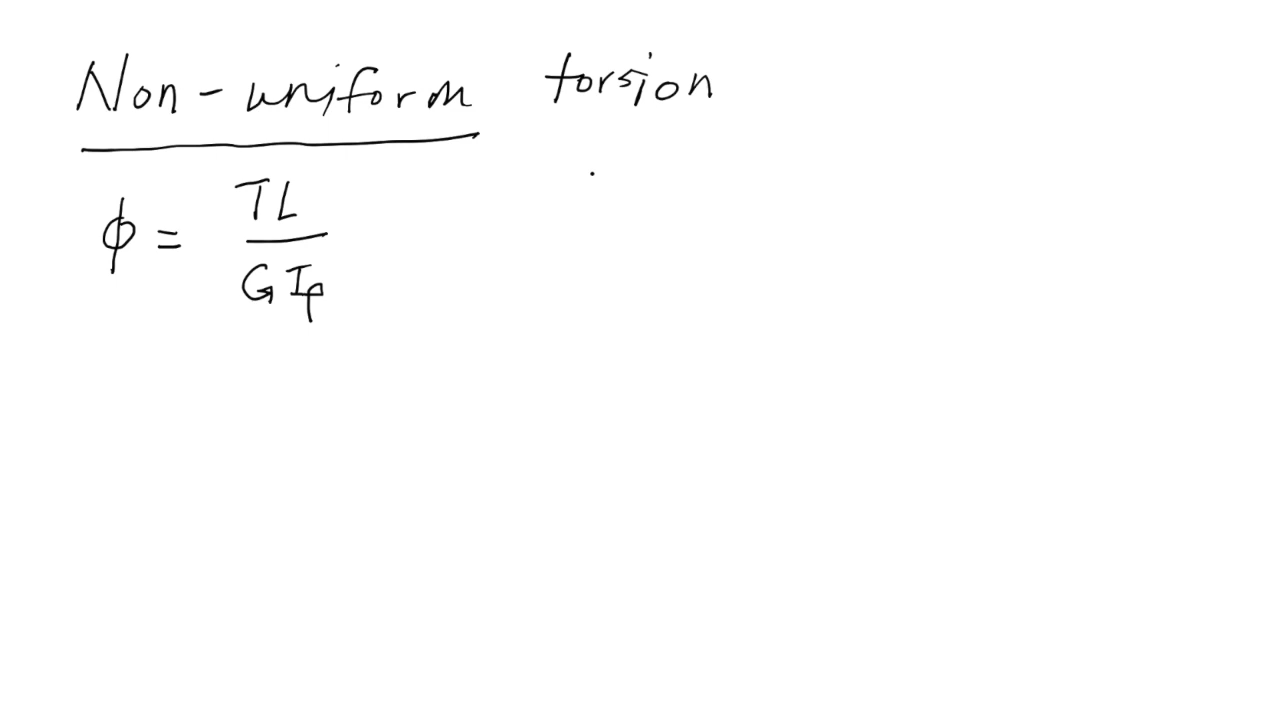 Non-uniform torsion
ϕ = TL / GIp